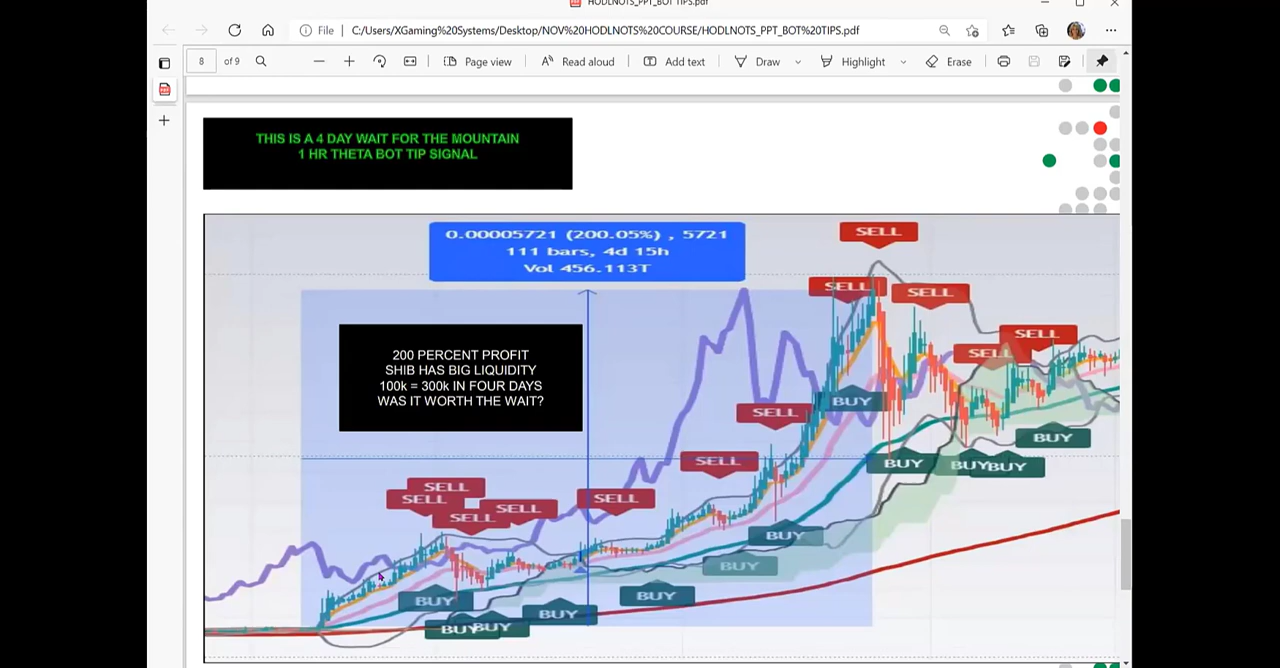 HODLNOTS_PPT_BOT TIPS.pdf
File
C:/Users/XGaming%20Systems/Desktop/NOV%20HODLNOTS%20COURSE/HODLNOTS_PPT_BOT%20TIPS.pdf
8 of 9
Page view
Read aloud
Add text
Draw
Highlight
Erase
THIS IS A 4 DAY WAIT FOR THE MOUNTAIN
1 HR THETA BOT TIP SIGNAL
0.00005721 (200.05%) , 5721
111 bars, 4d 15h
Vol 456.113T
200 PERCENT PROFIT
SHIB HAS BIG LIQUIDITY
100k = 300k IN FOUR DAYS
WAS IT WORTH THE WAIT?
SELL
SELL
SELL
SELL
SELL
BUY
SELL
BUY
SELL
BUY
BUY
BUY
SELL
SELL
SELL
SELL
SELL
BUY
BUY
BUY
BUY
BUY
BUY
BUY